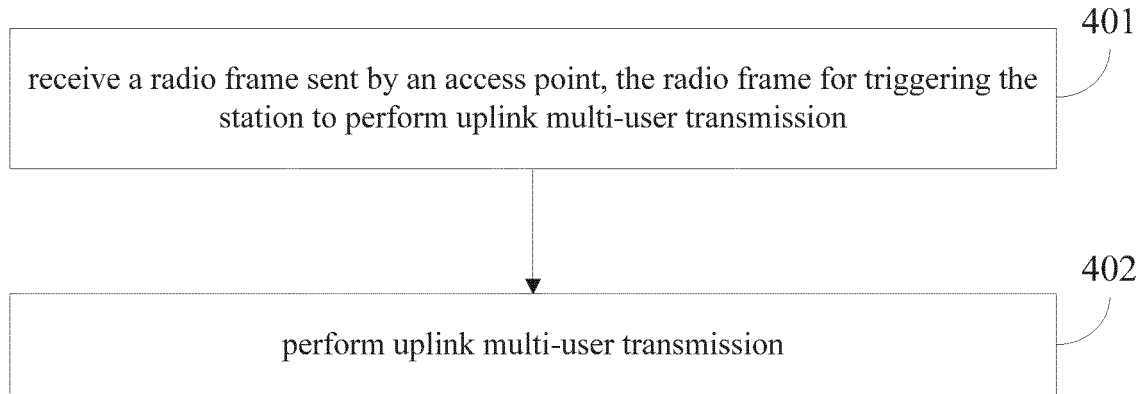 401
receive a radio frame sent by an access point, the radio frame for triggering the
station to perform uplink multi-user transmission
402
perform uplink multi-user transmission